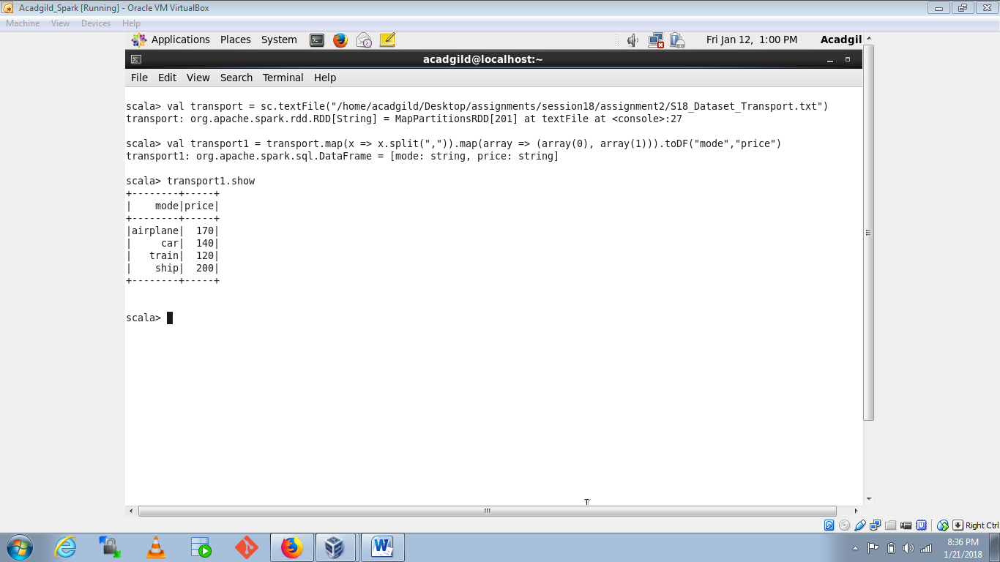 Acadgild_Spark [Running] - Oracle VM VirtualBox
Machine View Devices Help
Applications Places System Fri Jan 12, 1:00 PM Acadgil
acadgild@localhost:~
File Edit View Search Terminal Help
scala> val transport = sc.textFile("/home/acadgild/Desktop/assignments/session18/assignment2/S18_Dataset_Transport.txt")
transport: org.apache.spark.rdd.RDD[String] = MapPartitionsRDD[201] at textFile at <console>:27
scala> val transport1 = transport.map(x => x.split(",")).map(array => (array(0), array(1))).toDF("mode","price")
transport1: org.apache.spark.sql.DataFrame = [mode: string, price: string]
scala> transport1.show
+--------+-----+
|    mode|price|
+--------+-----+
|airplane|  170|
|     car|  140|
|   train|  120|
|    ship|  200|
+--------+-----+
scala>
Right Ctrl
8:36 PM
1/21/2018